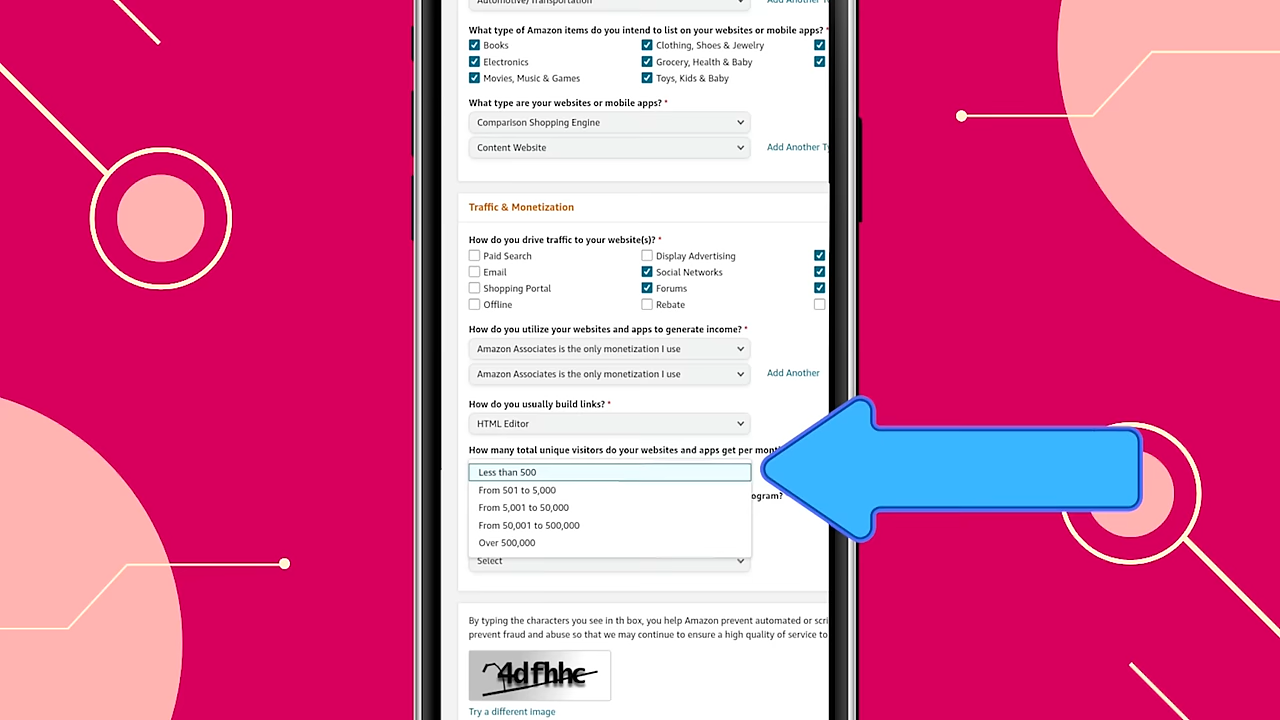 Automotive/Transportation
Add Another
What type of Amazon items do you intend to list on your websites or mobile apps? *
Books
Clothing, Shoes & Jewelry
Electronics
Grocery, Health & Baby
Movies, Music & Games
Toys, Kids & Baby
What type are your websites or mobile apps? *
Comparison Shopping Engine
Content Website
Add Another Ty
Traffic & Monetization
How do you drive traffic to your website(s)? *
Paid Search
Display Advertising
Email
Social Networks
Shopping Portal
Forums
Offline
Rebate
How do you utilize your websites and apps to generate income? *
Amazon Associates is the only monetization I use
Amazon Associates is the only monetization I use
Add Another
How do you usually build links? *
HTML Editor
How many total unique visitors do your websites and apps get per mont
Less than 500
From 501 to 5,000
ogram?
From 5,001 to 50,000
From 50,001 to 500,000
Over 500,000
Select
By typing the characters you see in th box, you help Amazon prevent automated or scri
prevent fraud and abuse so that we may continue to ensure a high quality of service to
4dfhhc
Try a different image